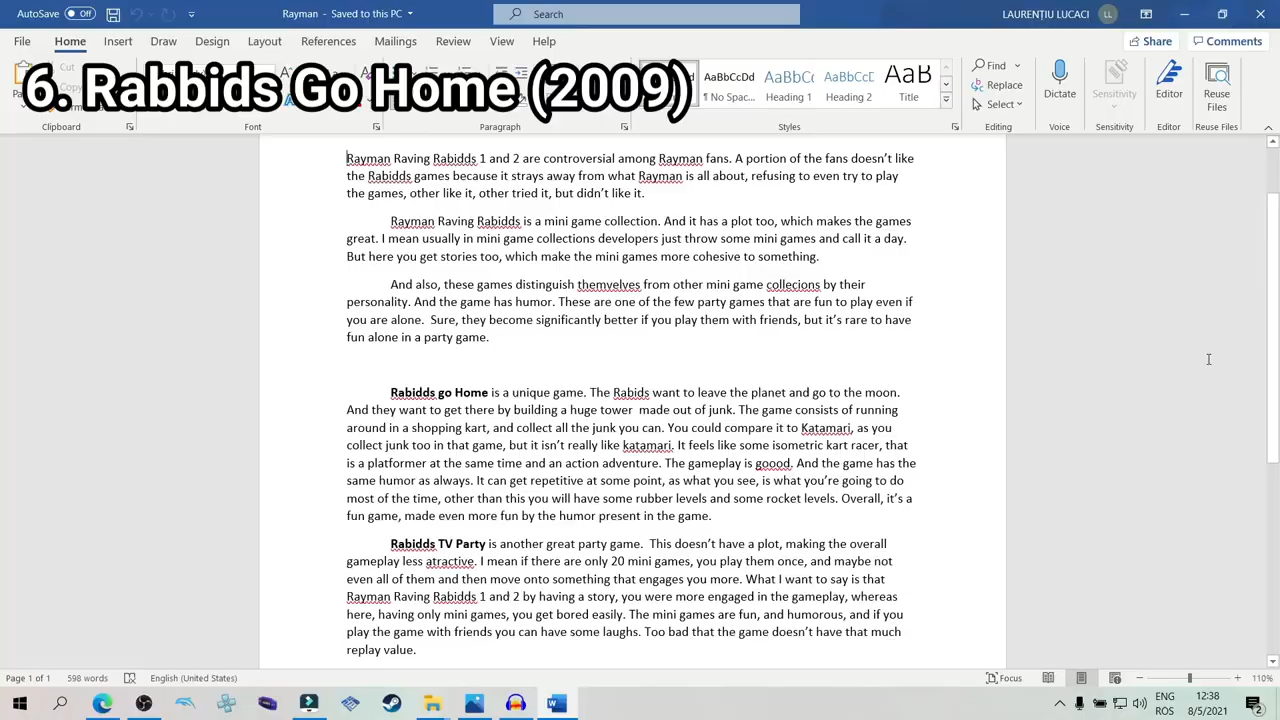 AutoSave Off Rayman - Saved to this PC Search LAURENȚIU LUCACI LL
File Home Insert Draw Design Layout References Mailings Review View Help Share Comments
6. Rabbids Go Home (2009)
Cut
AaBbCcDd AaBbCc AaBbCcD AaB
¶ No Spac... Heading 1 Heading 2 Title
Find
Replace
Select
Dictate Sensitivity Editor Reuse Files
Clipboard Font Paragraph Styles Editing Voice Sensitivity Editor Reuse Files
Rayman Raving Rabidds 1 and 2 are controversial among Rayman fans. A portion of the fans doesn't like
the Rabidds games because it strays away from what Rayman is all about, refusing to even try to play
the games, other like it, other tried it, but didn't like it.
Rayman Raving Rabidds is a mini game collection. And it has a plot too, which makes the games
great. I mean usually in mini game collections developers just throw some mini games and call it a day.
But here you get stories too, which make the mini games more cohesive to something.
And also, these games distinguish themvelves from other mini game collecions by their
personality. And the game has humor. These are one of the few party games that are fun to play even if
you are alone. Sure, they become significantly better if you play them with friends, but it's rare to have
fun alone in a party game.
Rabidds go Home is a unique game. The Rabids want to leave the planet and go to the moon.
And they want to get there by building a huge tower made out of junk. The game consists of running
around in a shopping kart, and collect all the junk you can. You could compare it to Katamari, as you
collect junk too in that game, but it isn't really like katamari. It feels like some isometric kart racer, that
is a platformer at the same time and an action adventure. The gameplay is goood. And the game has the
same humor as always. It can get repetitive at some point, as what you see, is what you're going to do
most of the time, other than this you will have some rubber levels and some rocket levels. Overall, it's a
fun game, made even more fun by the humor present in the game.
Rabidds TV Party is another great party game. This doesn't have a plot, making the overall
gameplay less atractive. I mean if there are only 20 mini games, you play them once, and maybe not
even all of them and then move onto something that engages you more. What I want to say is that
Rayman Raving Rabidds 1 and 2 by having a story, you were more engaged in the gameplay, whereas
here, having only mini games, you get bored easily. The mini games are fun, and humorous, and if you
play the game with friends you can have some laughs. Too bad that the game doesn't have that much
replay value.
Page 1 of 1 598 words English (United States) Focus 110%
ENG
ROS
12:38
8/5/2021
2